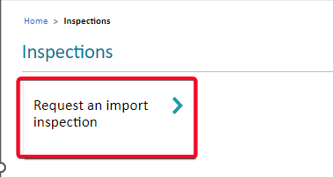 Home > Inspections
Inspections
Request an import
inspection